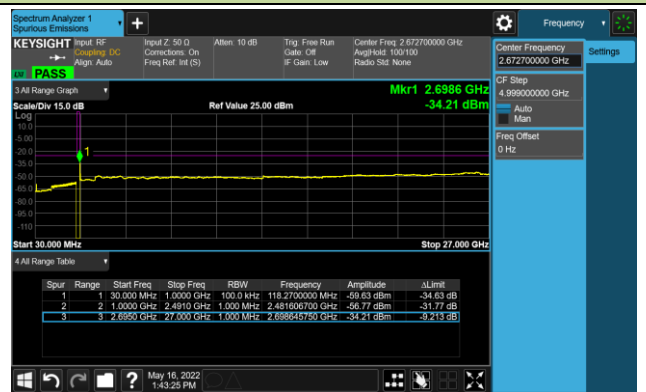 Spectrum Analyzer 1
Spurious Emissions
Frequency
KEYSIGHT Input: RF Input Z: 50 Ω Atten: 10 dB Trig: Free Run Center Freq: 2.672700000 GHz
Coupling: DC Corrections: On Gate: Off Avg|Hold: 100/100
Align: Auto Freq Ref: Int (S) IF Gain: Low Radio Std: None
PASS
Center Frequency
2.672700000 GHz
Settings
CF Step
4.999000000 GHz
Auto
Man
Freq Offset
0 Hz
3 All Range Graph
Mkr1 2.6986 GHz
Scale/Div 15.0 dB Ref Value 25.00 dBm -34.21 dBm
Log
10.0
-5.00
-20.0
-35.0
-50.0
-65.0
-80.0
-95.0
-110
1
Start 30.000 MHz Stop 27.000 GHz
4 All Range Table
Spur Range Start Freq Stop Freq RBW Frequency Amplitude ΔLimit
1 1 30.000 MHz 1.0000 GHz 100.0 kHz 118.2700000 MHz -59.63 dBm -34.63 dB
2 2 1.0000 GHz 2.4910 GHz 1.000 MHz 2.481606700 GHz -56.77 dBm -31.77 dB
3 3 2.6950 GHz 27.000 GHz 1.000 MHz 2.698645750 GHz -34.21 dBm -9.213 dB
?
May 16, 2022
1:43:25 PM